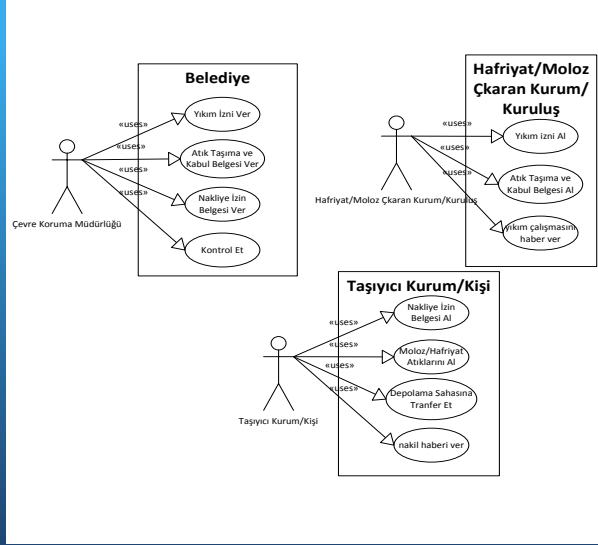 Belediye
«uses»
Yıkım İzni Ver
«uses»
Atık Taşıma ve
Kabul Belgesi Ver
«uses»
«uses»
Nakliye İzin
Belgesi Ver
Çevre Koruma Müdürlüğü
Kontrol Et
Hafriyat/Moloz
Çkaran Kurum/
Kuruluş
«uses»
Yıkım izni Al
«uses»
«uses»
Atık Taşıma ve
Kabul Belgesi Al
Hafriyat/Moloz Çkaran Kurum/Kuruluş
yıkım çalışmasını
haber ver
Taşıyıcı Kurum/Kişi
Nakliye İzin
Belgesi Al
«uses»
«uses»
Moloz/Hafriyat
Atıklarını Al
«uses»
«uses»
Depolama Sahasına
Tranfer Et
Taşıyıcı Kurum/Kişi
nakil haberi ver